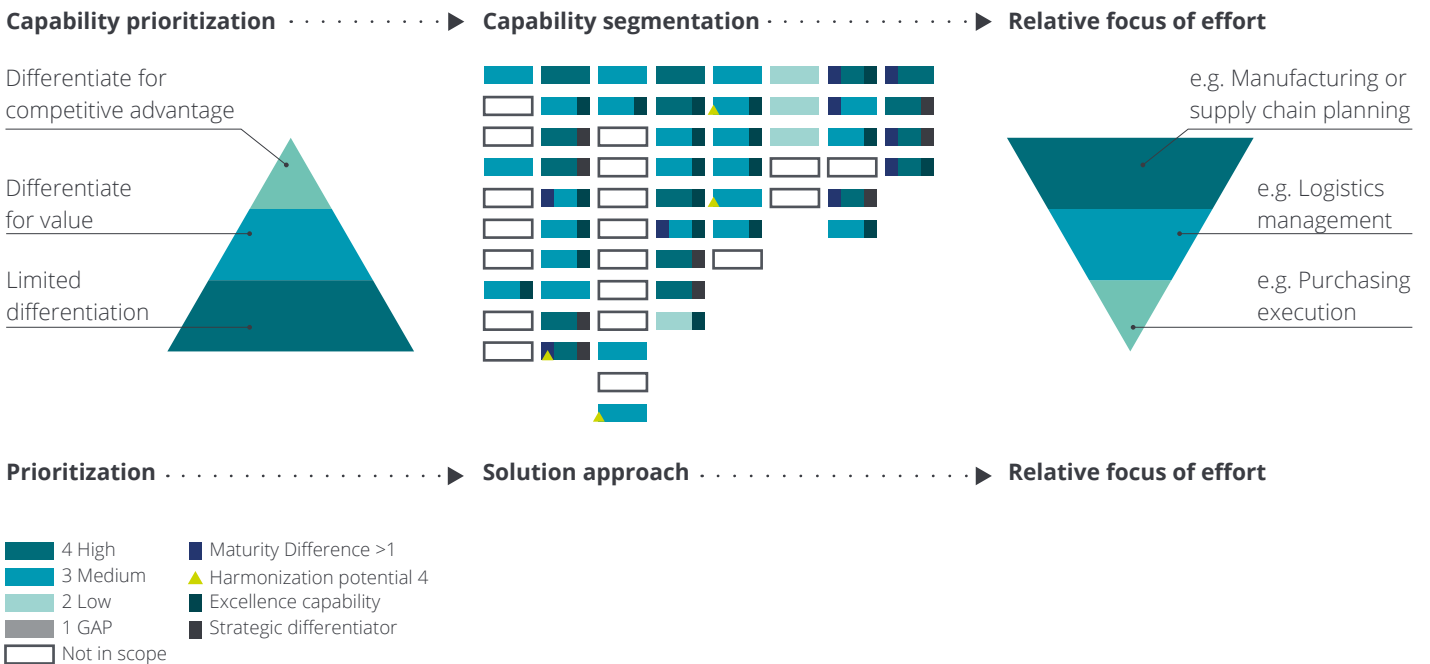 Capability prioritization
Capability segmentation
Relative focus of effort
Differentiate for
competitive advantage
Differentiate
for value
Limited
differentiation
e.g. Manufacturing or
supply chain planning
e.g. Logistics
management
e.g. Purchasing
execution
Prioritization
Solution approach
Relative focus of effort
4 High
3 Medium
2 Low
1 GAP
Not in scope
Maturity Difference >1
Harmonization potential 4
Excellence capability
Strategic differentiator